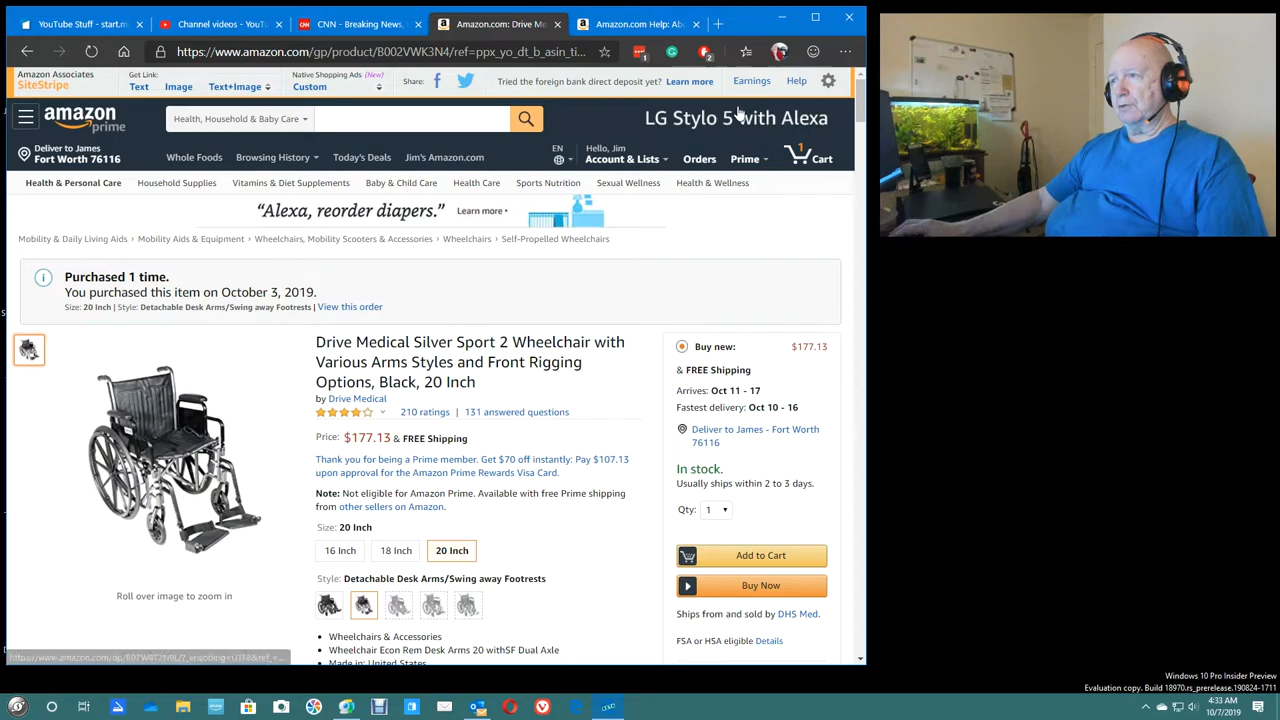 YouTube Stuff - start.m
Channel videos - YouTu
CNN - Breaking News,
Amazon.com: Drive Me
Amazon.com Help: Ab
https://www.amazon.com/gp/product/B002VWK3N4/ref=ppx_yo_dt_b_asin_ti...
Amazon Associates
SiteStripe
Get Link:
Text
Image
Text+Image
Native Shopping Ads (New)
Custom
Share:
Tried the foreign bank direct deposit yet? Learn more
Earnings
Help
amazon
prime
Health, Household & Baby Care
LG Stylo 5 with Alexa
Deliver to James
Fort Worth 76116
Whole Foods
Browsing History
Today's Deals
Jim's Amazon.com
EN
Hello, Jim
Account & Lists
Orders
Prime
1
Cart
Health & Personal Care
Household Supplies
Vitamins & Diet Supplements
Baby & Child Care
Health Care
Sports Nutrition
Sexual Wellness
Health & Wellness
“Alexa, reorder diapers.” Learn more
Mobility & Daily Living Aids › Mobility Aids & Equipment › Wheelchairs, Mobility Scooters & Accessories › Wheelchairs › Self-Propelled Wheelchairs
Purchased 1 time.
You purchased this item on October 3, 2019.
Size: 20 Inch | Style: Detachable Desk Arms/Swing away Footrests | View this order
Drive Medical Silver Sport 2 Wheelchair with
Various Arms Styles and Front Rigging
Options, Black, 20 Inch
by Drive Medical
210 ratings | 131 answered questions
Price: $177.13 & FREE Shipping
Thank you for being a Prime member. Get $70 off instantly: Pay $107.13
upon approval for the Amazon Prime Rewards Visa Card.
Note: Not eligible for Amazon Prime. Available with free Prime shipping
from other sellers on Amazon.
Size: 20 Inch
16 Inch
18 Inch
20 Inch
Style: Detachable Desk Arms/Swing away Footrests
Wheelchairs & Accessories
Wheelchair Econ Rem Desk Arms 20 withSF Dual Axle
Made in: United States
Roll over image to zoom in
Buy new: $177.13
& FREE Shipping
Arrives: Oct 11 - 17
Fastest delivery: Oct 10 - 16
Deliver to James - Fort Worth
76116
In stock.
Usually ships within 2 to 3 days.
Qty: 1
Add to Cart
Buy Now
Ships from and sold by DHS Med.
FSA or HSA eligible Details
Windows 10 Pro Insider Preview
Evaluation copy. Build 18970.rs_prerelease.190824-1711
4:33 AM
10/7/2019